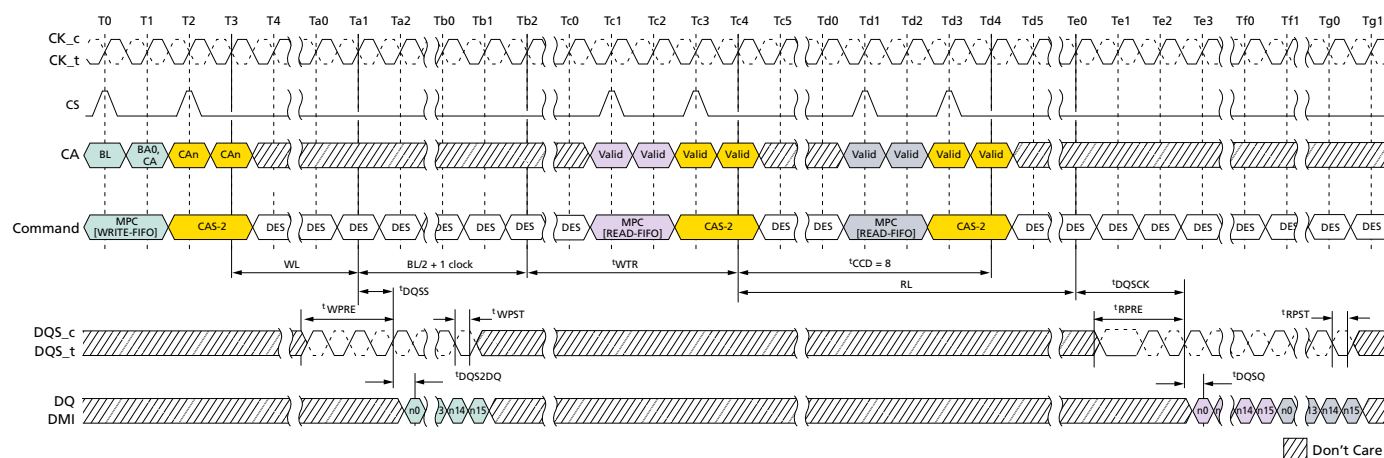 T0 T1 T2 T3 T4 Ta0 Ta1 Ta2 Tb0 Tb1 Tb2 Tc0 Tc1 Tc2 Tc3 Tc4 Tc5 Td0 Td1 Td2 Td3 Td4 Td5 Te0 Te1 Te2 Te3 Tf0 Tf1 Tg0 Tg1
CK_c
CK_t
CS
CA BL BA0, CA CAn CAn Valid Valid Valid Valid Valid Valid Valid Valid
Command MPC [WRITE-FIFO] CAS-2 DES DES DES DES DES DES DES DES MPC [READ-FIFO] CAS-2 DES DES MPC [READ-FIFO] CAS-2 DES DES DES DES DES DES DES DES DES
WL BL/2 + 1 clock tWTR tCCD = 8
tDQSS RL tDQSCK
tWPRE tWPST tRPRE tRPST
DQS_c
DQS_t
tDQS2DQ tDQSQ
DQ
DMI
n0 3 n14 n15 n0 n n14 n15 n0 13 n14 n15
Don't Care